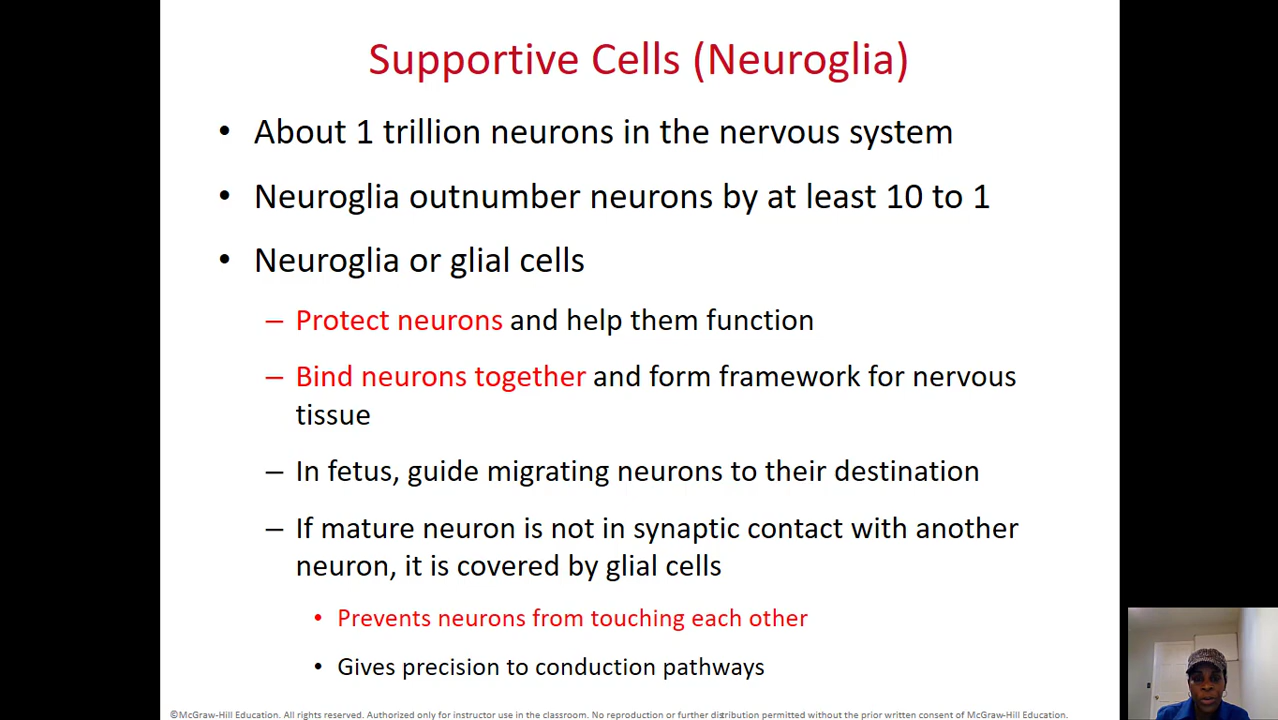 Supportive Cells (Neuroglia)
• About 1 trillion neurons in the nervous system
• Neuroglia outnumber neurons by at least 10 to 1
• Neuroglia or glial cells
– Protect neurons and help them function
– Bind neurons together and form framework for nervous
tissue
– In fetus, guide migrating neurons to their destination
– If mature neuron is not in synaptic contact with another
neuron, it is covered by glial cells
• Prevents neurons from touching each other
• Gives precision to conduction pathways
©McGraw-Hill Education. All rights reserved. Authorized only for instructor use in the classroom. No reproduction or further distribution permitted without the prior written consent of McGraw-Hill Education.